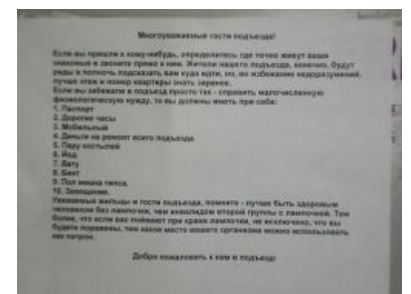 Многоуважаемые гости подъезда!
Если вы пришли к кому-нибудь, определитесь где точно живут ваши
знакомые и звоните прямо к ним. Жители нашего подъезда, конечно, будут
рады в полночь подсказать вам куда идти, но, во избежание недоразумений,
лучше этаж и номер квартиры знать заранее.
Если вы забежали в подъезд просто так - справить малочисленную
физиологическую нужду, то вы должны иметь при себе:
1. Паспорт
2. Дорогие часы
3. Мобильный
4. Деньги на ремонт всего подъезда
5. Пару костылей
6. Йод
7. Вату
8. Бинт
9. Пол мешка гипса.
10. Завещание.
Уважаемые жильцы и гости подъезда, помните - лучше быть здоровым
человеком без лампочки, чем инвалидом второй группы с лампочкой. Тем
более, что если вас поймают при краже лампочки, не исключено, что вы
будете поражены, тем какое место вашего организма можно использовать
как патрон.
Добро пожаловать к нам в подъезд!